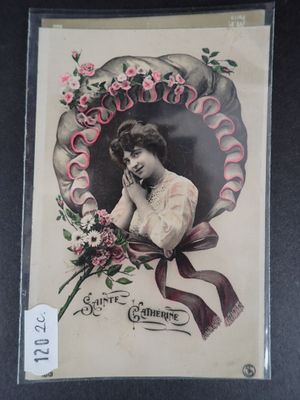 SAINTE
CATHERINE
120 2C.